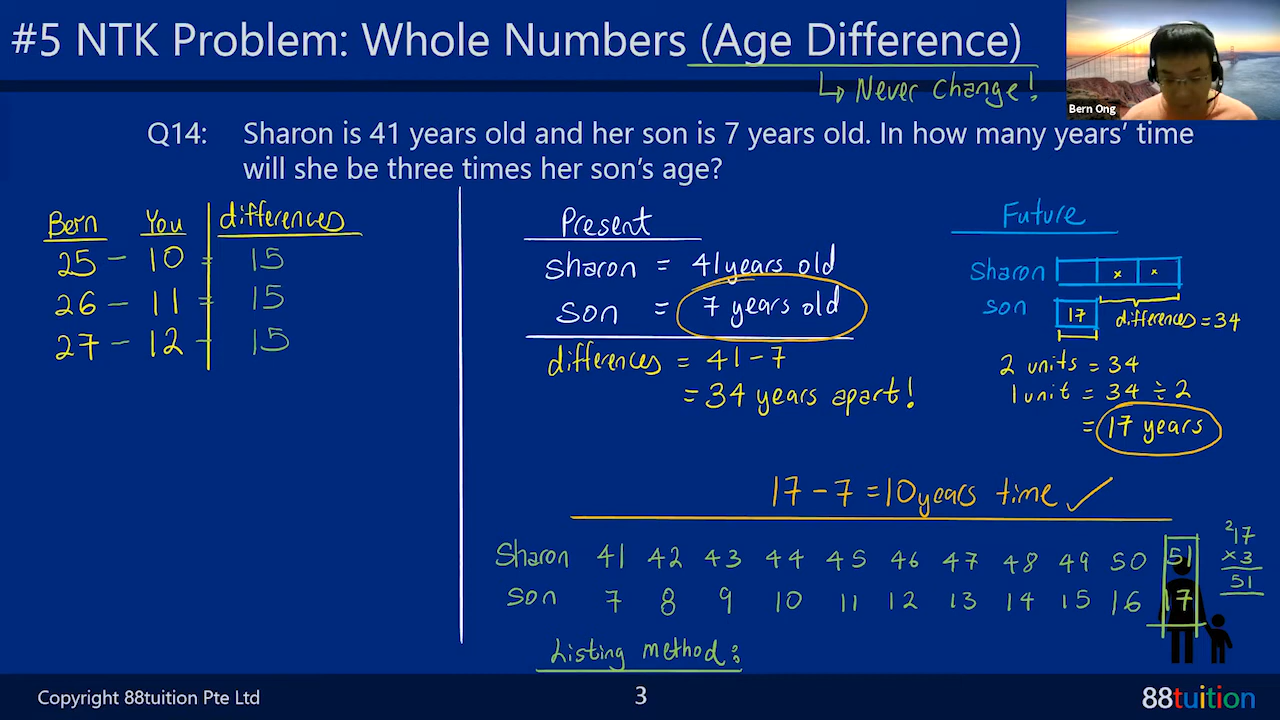 #5 NTK Problem: Whole Numbers (Age Difference)
↳ Never Change!
Bern Ong
Q14: Sharon is 41 years old and her son is 7 years old. In how many years' time
will she be three times her son's age?
Bern You differences
25 - 10 = 15
26 - 11 = 15
27 - 12 - 15
Present
Sharon = 41 years old
son = 7 years old
differences = 41 - 7
= 34 years apart!
Future
Sharon x x
son 17 differences = 34
2 units = 34
1 unit = 34 ÷ 2
= 17 years
17 - 7 = 10 years time ✓
Sharon 41 42 43 44 45 46 47 48 49 50 51
son 7 8 9 10 11 12 13 14 15 16 17
2 17
x 3
51
Listing method:
Copyright 88tuition Pte Ltd
3
88tuition